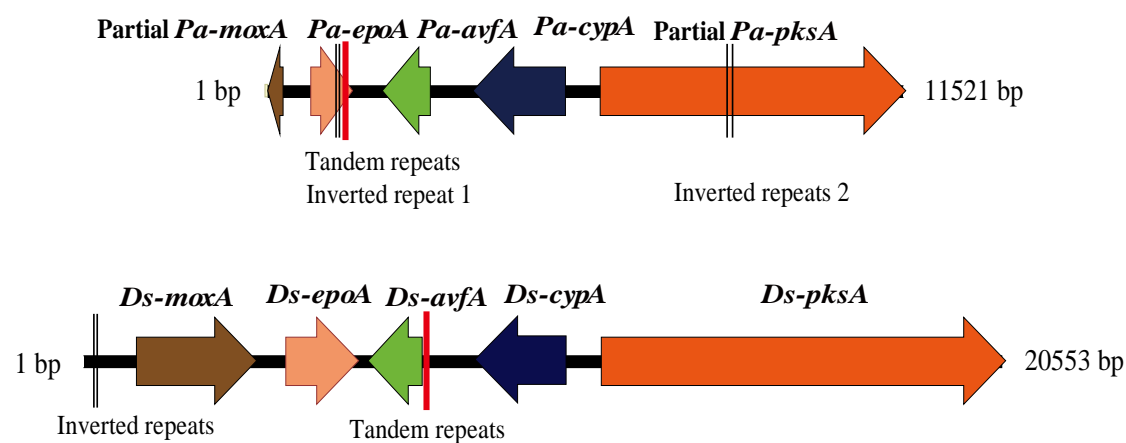 Partial Pa-moxA Pa-epoA Pa-avfA Pa-cypA Partial Pa-pksA
1 bp 11521 bp
Tandem repeats
Inverted repeat 1 Inverted repeats 2
Ds-moxA Ds-epoA Ds-avfA Ds-cypA Ds-pksA
1 bp 20553 bp
Inverted repeats Tandem repeats